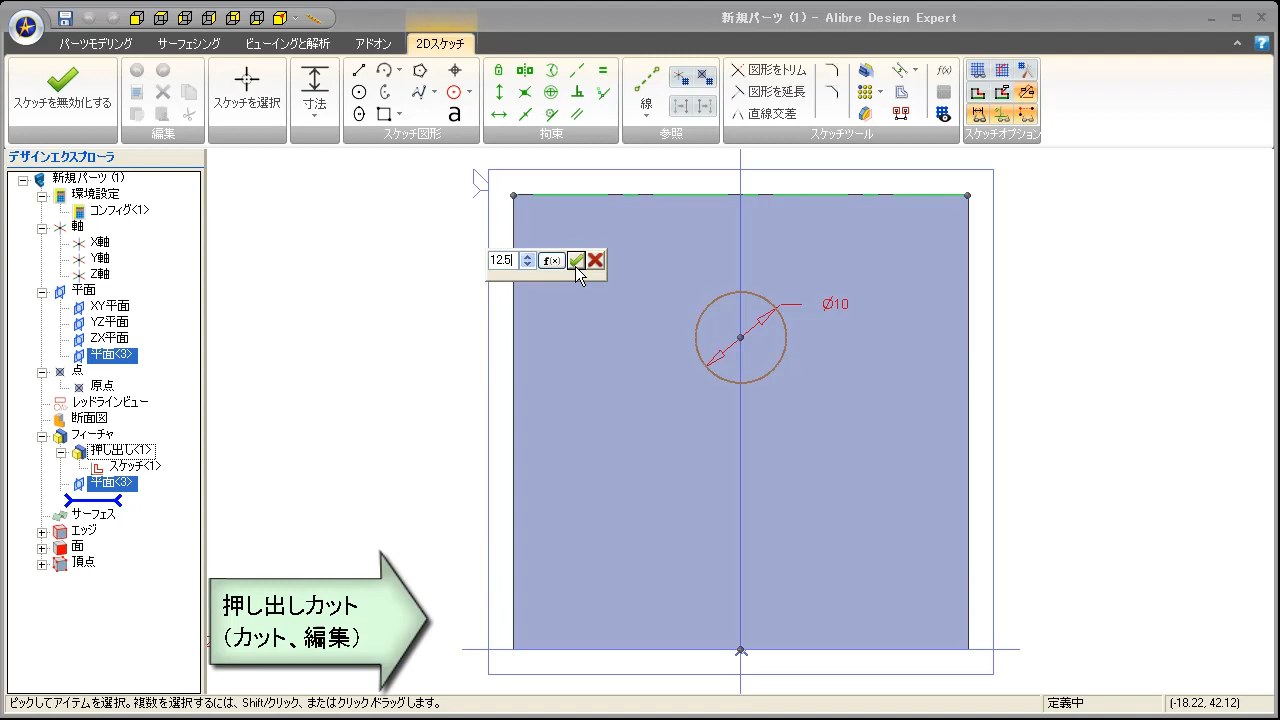 新規パーツ (1) - Alibre Design Expert
パーツモデリング
サーフェシング
ビューイングと解析
アドオン
2Dスケッチ
スケッチを無効化する
編集
スケッチを選択
寸法
a
スケッチ図形
拘束
線
参照
図形をトリム
図形を延長
直線交差
f(x)
スケッチツール
スケッチオプション
デザインエクスプローラ
新規パーツ (1)
環境設定
コンフィグ<1>
軸
X軸
Y軸
Z軸
平面
XY平面
YZ平面
ZX平面
平面<3>
点
原点
レッドラインビュー
断面図
フィーチャ
押し出し<1>
スケッチ<1>
平面<3>
サーフェス
エッジ
面
頂点
12.5
f(x)
Ø10
押し出しカット
（カット、編集）
ピックしてアイテムを選択。複数を選択するには、Shift/クリック、またはクリック/ドラッグします。
定義中
(-18.22, 42.12)